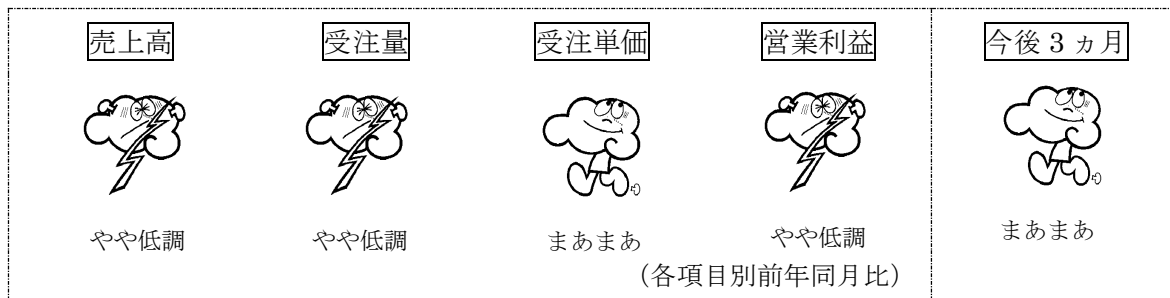 売上高 受注量 受注単価 営業利益 今後3ヵ月
やや低調 やや低調 まあまあ やや低調 まあまあ
(各項目別前年同月比)